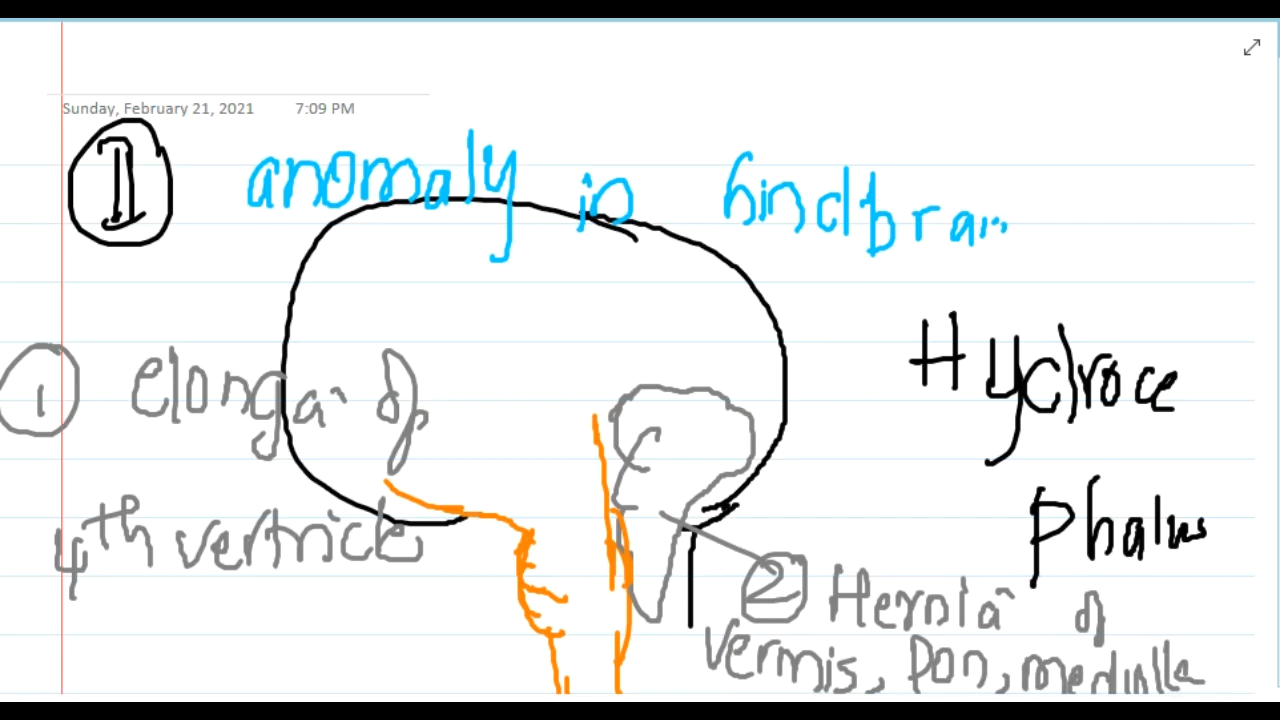 Sunday, February 21, 2021 7:09 PM
II anomaly in hindbrain
Hydroce
phalus
1 elonga- of
4th ventricle
2 Hernia- of
vermis, pon, medulla